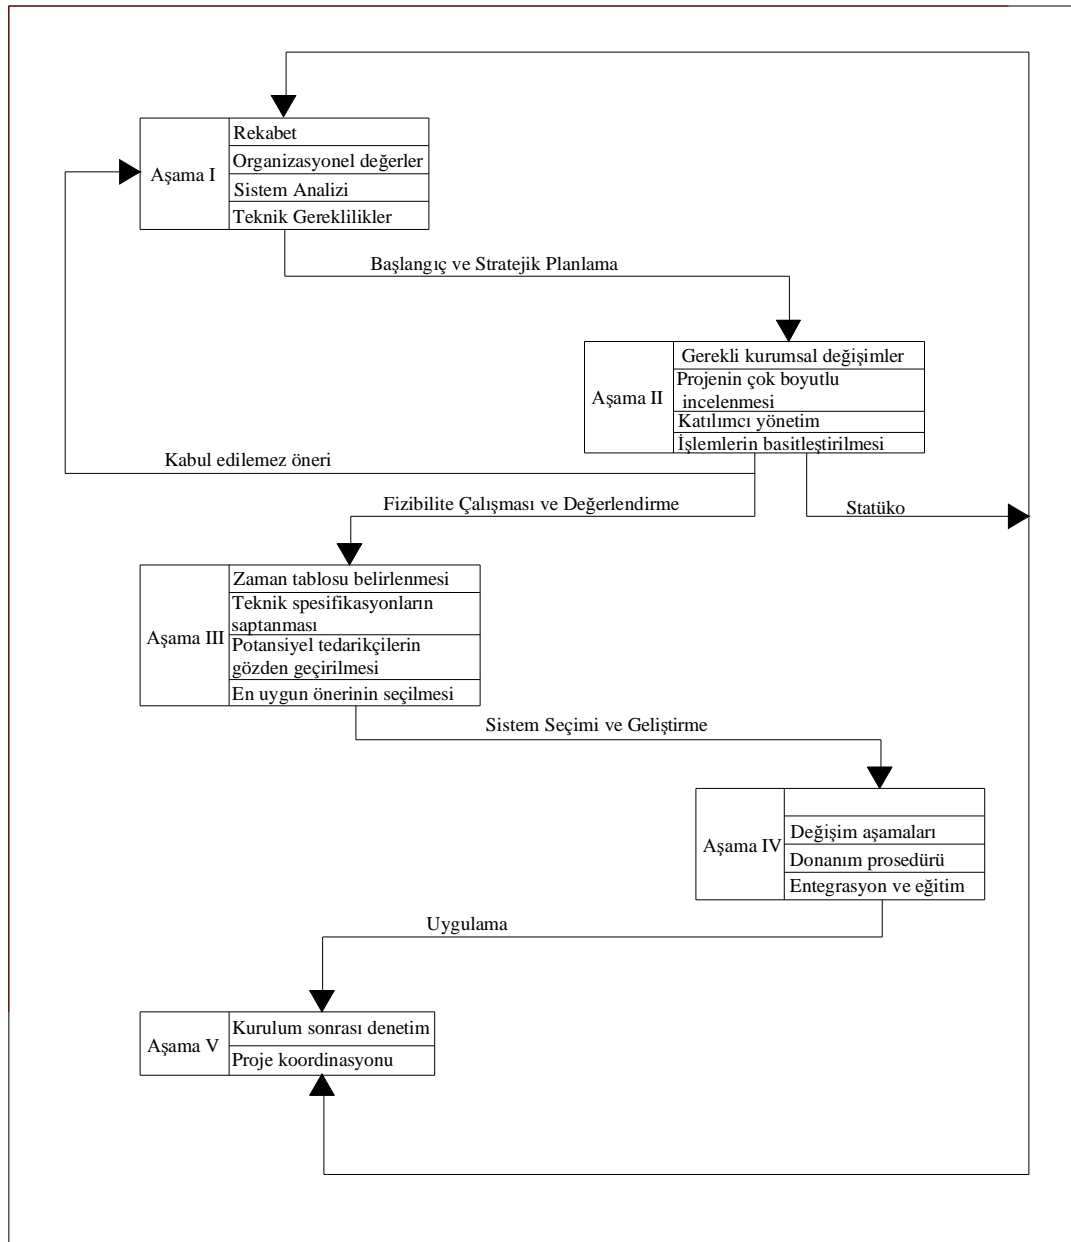 Aşama I
Rekabet
Organizasyonel değerler
Sistem Analizi
Teknik Gereklilikler
Başlangıç ve Stratejik Planlama
Aşama II
Gerekli kurumsal değişimler
Projenin çok boyutlu
incelenmesi
Katılımcı yönetim
İşlemlerin basitleştirilmesi
Kabul edilemez öneri
Fizibilite Çalışması ve Değerlendirme
Statüko
Aşama III
Zaman tablosu belirlenmesi
Teknik spesifikasyonların
saptanması
Potansiyel tedarikçilerin
gözden geçirilmesi
En uygun önerinin seçilmesi
Sistem Seçimi ve Geliştirme
Aşama IV
Değişim aşamaları
Donanım prosedürü
Entegrasyon ve eğitim
Uygulama
Aşama V
Kurulum sonrası denetim
Proje koordinasyonu